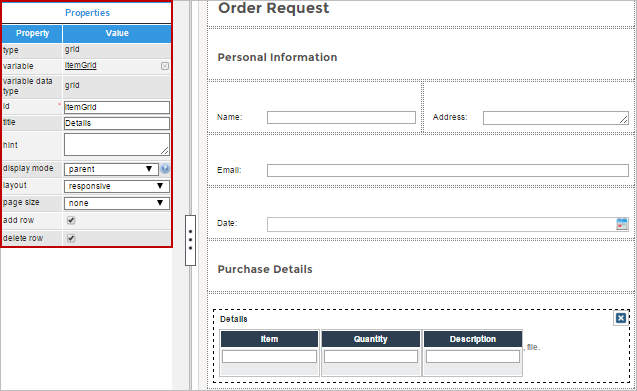 Properties
Property Value
type grid
variable itemGrid
variable data type grid
id * itemGrid
title Details
hint
display mode parent
layout responsive
page size none
add row
delete row
Order Request
Personal Information
Name: Address:
Email:
Date:
Purchase Details
Details
Item Quantity Description
, file.